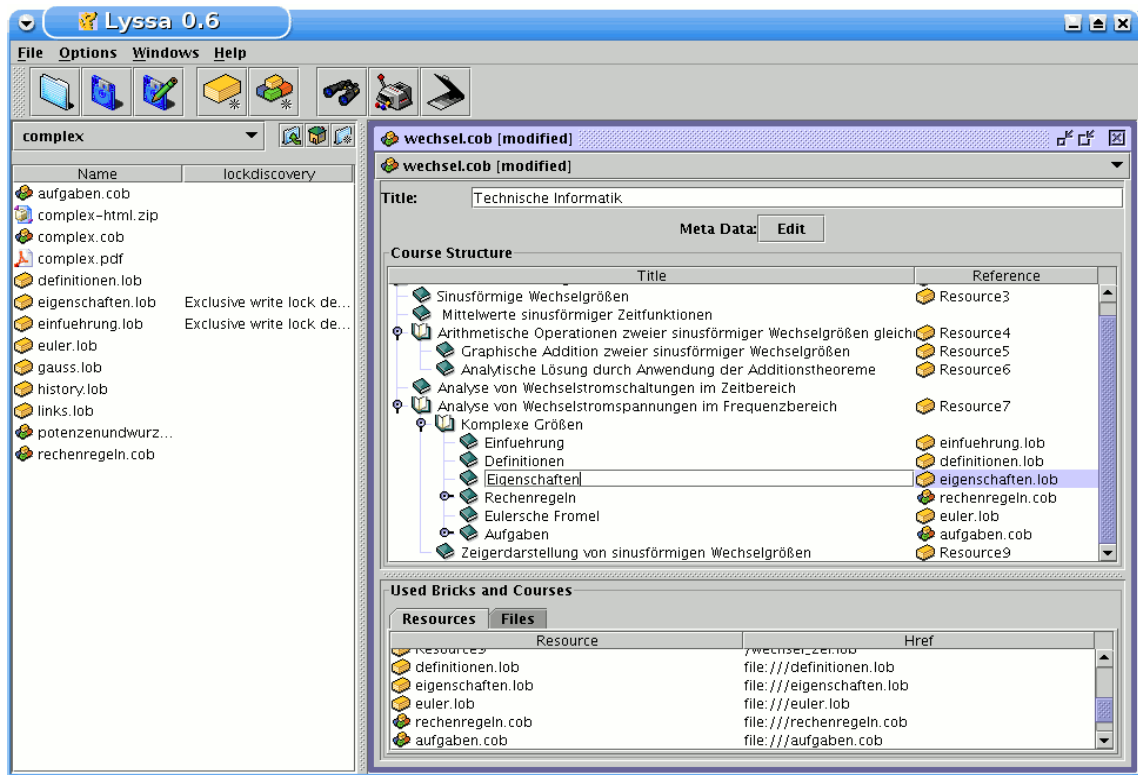 Lyssa 0.6
File Options Windows Help
complex
Name lockdiscovery
aufgaben.cob
complex-html.zip
complex.cob
complex.pdf
definitionen.lob
eigenschaften.lob Exclusive write lock de...
einfuehrung.lob Exclusive write lock de...
euler.lob
gauss.lob
history.lob
links.lob
potenzenundwurz...
rechenregeln.cob
wechsel.cob [modified]
wechsel.cob [modified]
Title: Technische Informatik
Meta Data: Edit
Course Structure
Title Reference
Sinusförmige Wechselgrößen Resource3
Mittelwerte sinusförmiger Zeitfunktionen
Arithmetische Operationen zweier sinusförmiger Wechselgrößen gleich Resource4
Graphische Addition zweier sinusförmiger Wechselgrößen Resource5
Analytische Lösung durch Anwendung der Additionstheoreme Resource6
Analyse von Wechselstromschaltungen im Zeitbereich
Analyse von Wechselstromspannungen im Frequenzbereich Resource7
Komplexe Größen
Einfuehrung einfuehrung.lob
Definitionen definitionen.lob
Eigenschaften eigenschaften.lob
Rechenregeln rechenregeln.cob
Eulersche Fromel euler.lob
Aufgaben aufgaben.cob
Zeigerdarstellung von sinusförmigen Wechselgrößen Resource9
Used Bricks and Courses
Resources Files
Resource Href
Resource9 /wechsel_zei.lob
definitionen.lob file:///definitionen.lob
eigenschaften.lob file:///eigenschaften.lob
euler.lob file:///euler.lob
rechenregeln.cob file:///rechenregeln.cob
aufgaben.cob file:///aufgaben.cob